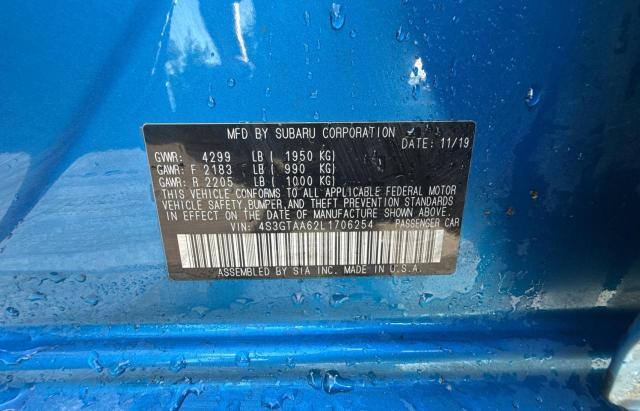 MFD BY SUBARU CORPORATION DATE: 11/19
GVWR: 4299 LB [ 1950 KG]
GAWR: F 2183 LB [ 990 KG]
GAWR: R 2205 LB [ 1000 KG]
THIS VEHICLE CONFORMS TO ALL APPLICABLE FEDERAL MOTOR
VEHICLE SAFETY, BUMPER, AND THEFT PREVENTION STANDARDS
IN EFFECT ON THE DATE OF MANUFACTURE SHOWN ABOVE.
VIN: 4S3GTAA62L1706254 PASSENGER CAR
ASSEMBLED BY SIA INC. MADE IN U.S.A.